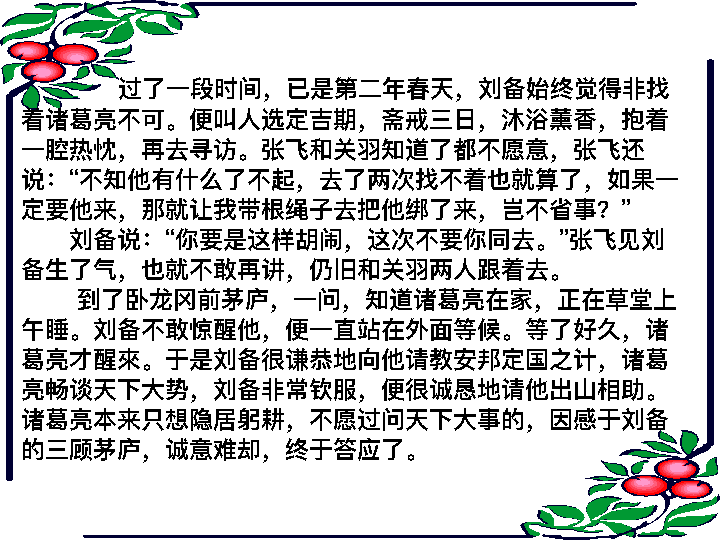 过了一段时间，已是第二年春天，刘备始终觉得非找
着诸葛亮不可。便叫人选定吉期，斋戒三日，沐浴薰香，抱着
一腔热忱，再去寻访。张飞和关羽知道了都不愿意，张飞还
说：“不知他有什么了不起，去了两次找不着也就算了，如果一
定要他来，那就让我带根绳子去把他绑了来，岂不省事？”
刘备说：“你要是这样胡闹，这次不要你同去。”张飞见刘
备生了气，也就不敢再讲，仍旧和关羽两人跟着去。
到了卧龙冈前茅庐，一问，知道诸葛亮在家，正在草堂上
午睡。刘备不敢惊醒他，便一直站在外面等候。等了好久，诸
葛亮才醒來。于是刘备很谦恭地向他请教安邦定国之计，诸葛
亮畅谈天下大势，刘备非常钦服，便很诚恳地请他出山相助。
诸葛亮本来只想隐居躬耕，不愿过问天下大事的，因感于刘备
的三顾茅庐，诚意难却，终于答应了。